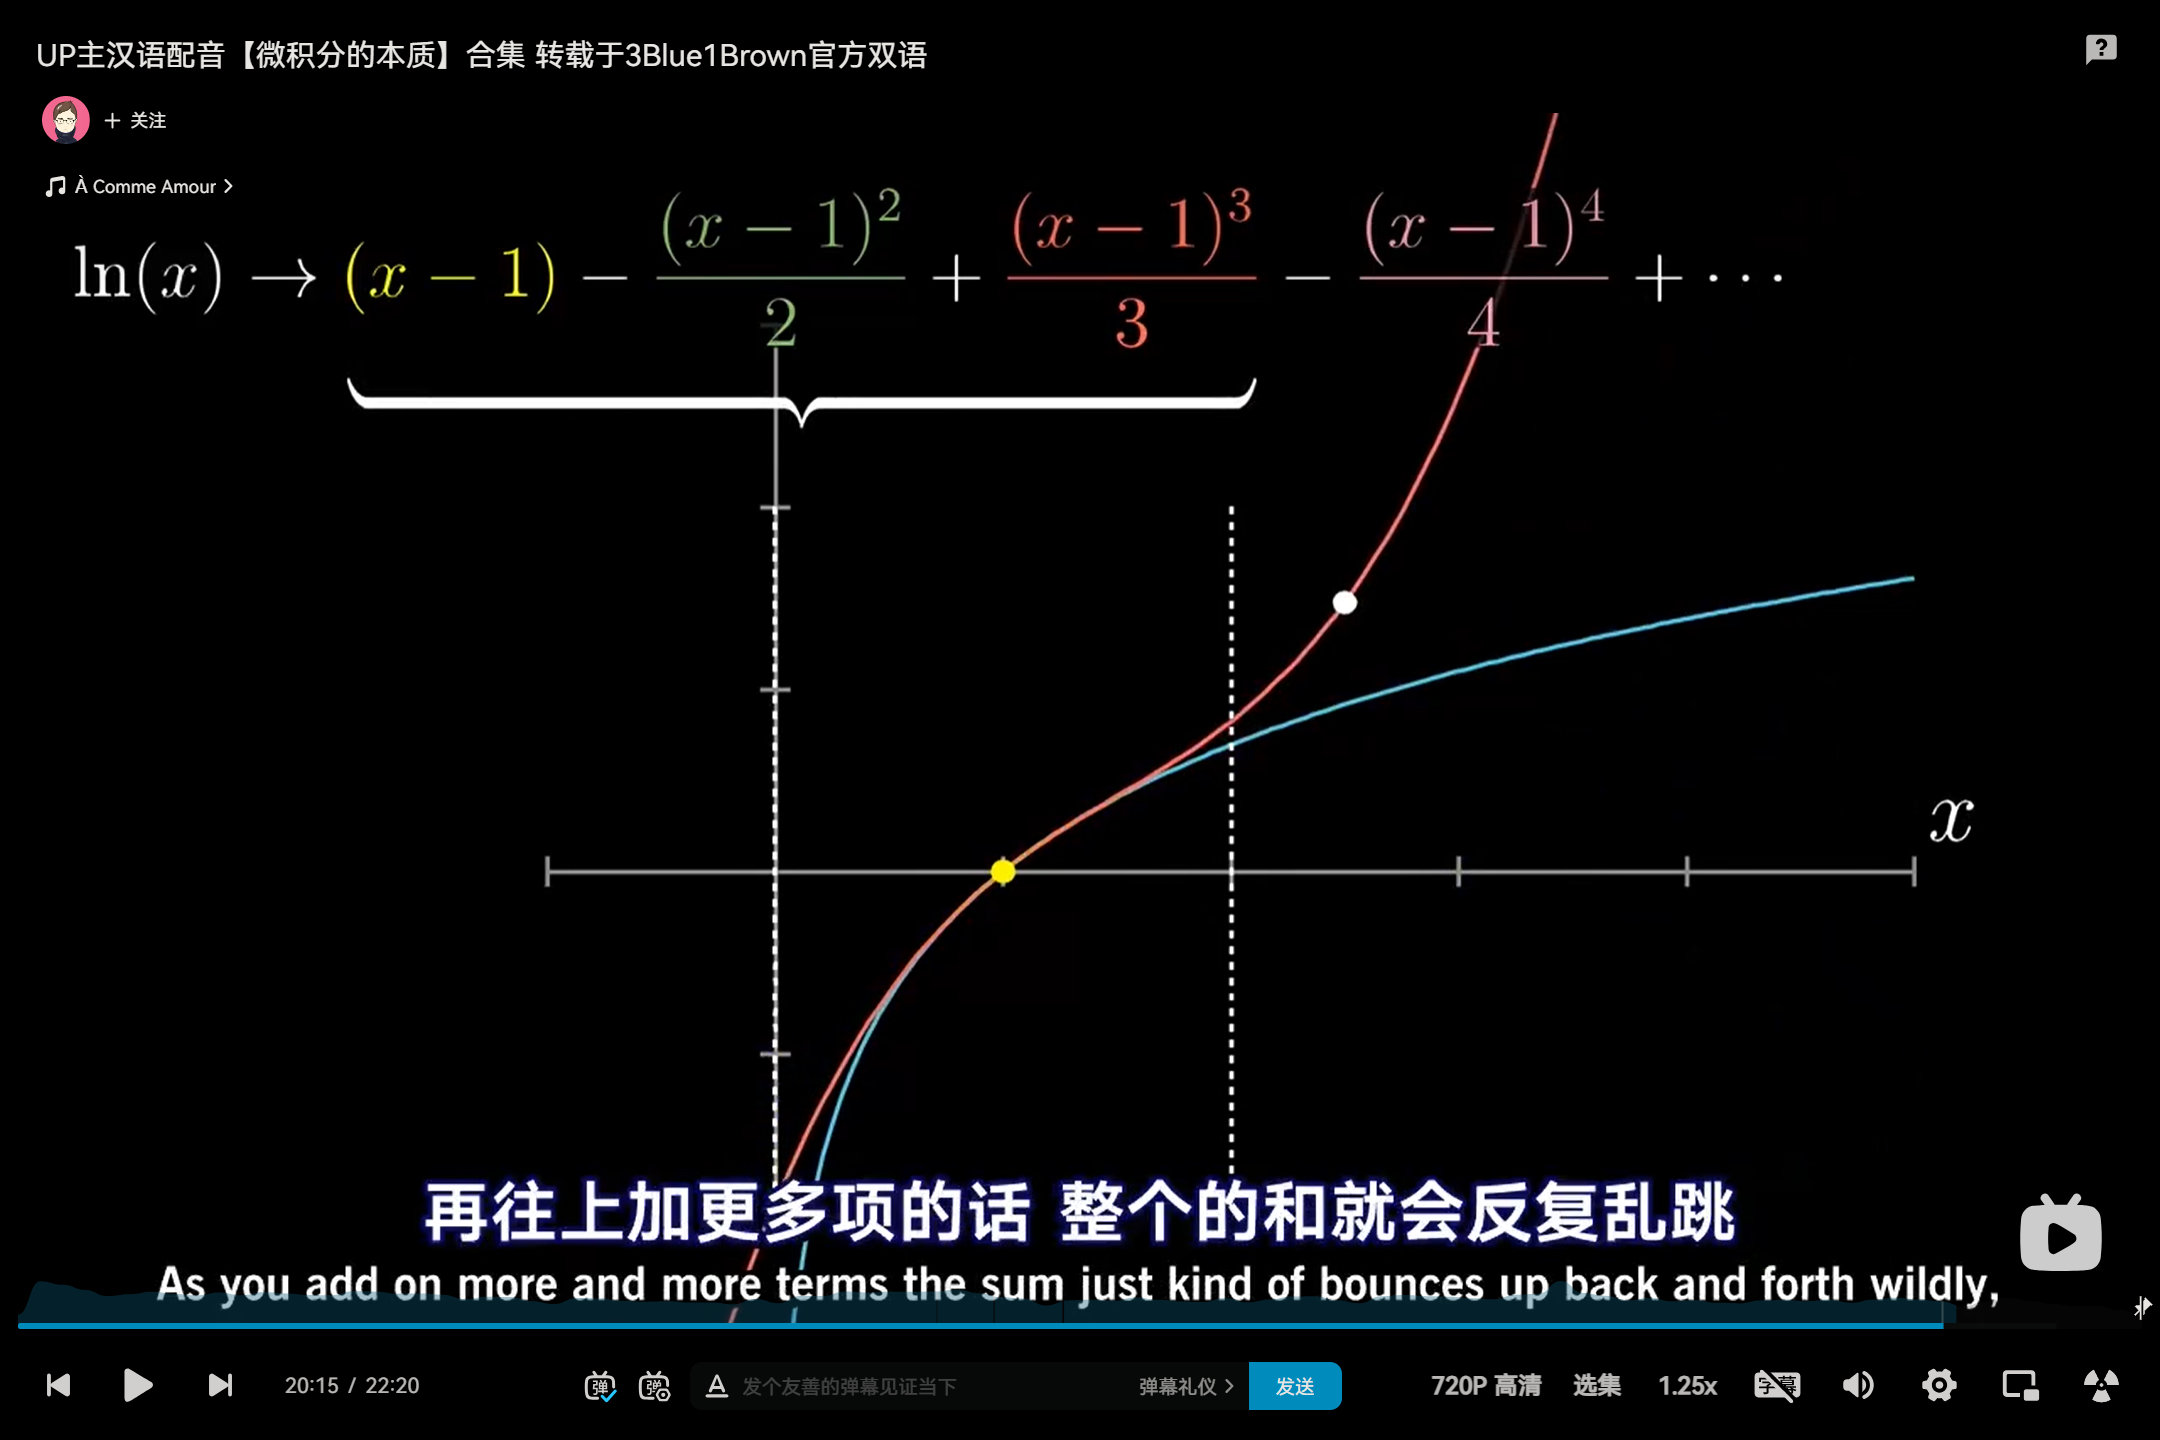 UP主汉语配音【微积分的本质】合集 转载于3Blue1Brown官方双语
+ 关注
À Comme Amour >
ln(x) → (x − 1) − (x − 1)²/2 + (x − 1)³/3 − (x − 1)⁴/4 + ⋯
x
再往上加更多项的话 整个的和就会反复乱跳
As you add on more and more terms the sum just kind of bounces up back and forth wildly,
20:15 / 22:20 弹 弹 A 发个友善的弹幕见证当下 弹幕礼仪 > 发送 720P 高清 选集 1.25x 字幕